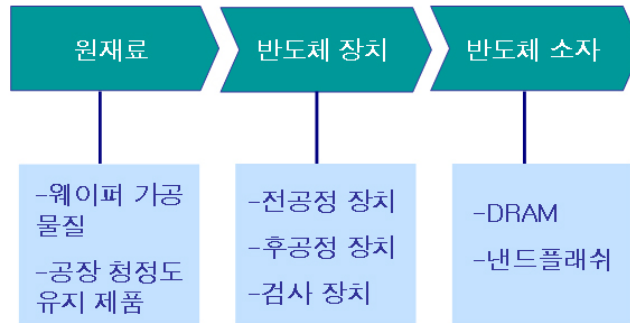 원재료
반도체 장치
반도체 소자
-웨이퍼 가공
물질
-공장 청정도
유지 제품
-전공정 장치
-후공정 장치
-검사 장치
-DRAM
-낸드플래쉬